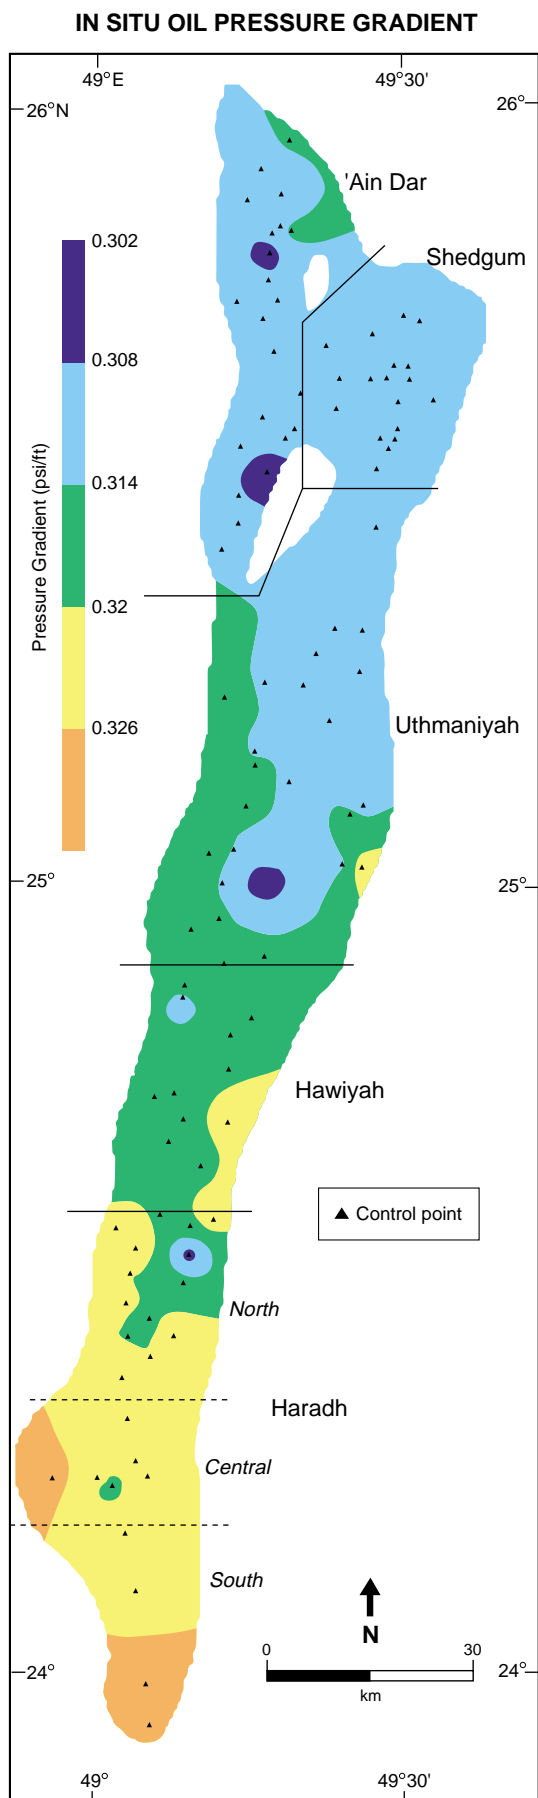 IN SITU OIL PRESSURE GRADIENT
49°E 49°30'
26°N 26°
'Ain Dar
Shedgum
0.302
0.308
0.314
0.32
0.326
Pressure Gradient (psi/ft)
Uthmaniyah
25° 25°
Hawiyah
▲ Control point
North
Haradh
Central
South
N
0 30
km
24° 24°
49° 49°30'